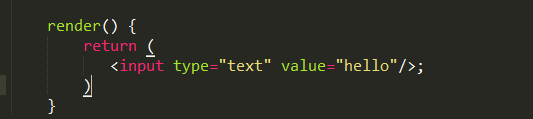 render() {
return (
<input type="text" value="hello"/>;
)
}